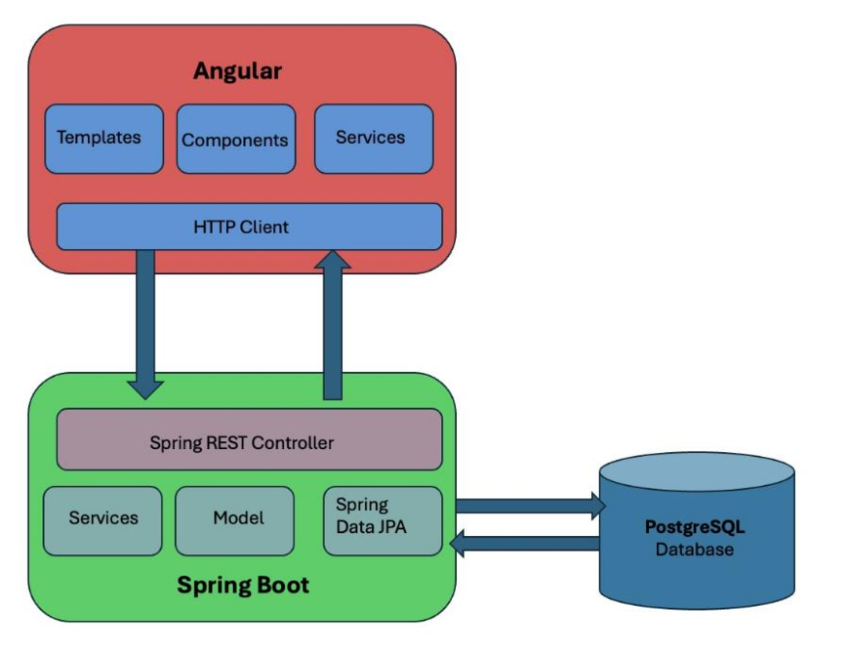 Angular
Templates
Components
Services
HTTP Client
Spring REST Controller
Services
Model
Spring
Data JPA
Spring Boot
PostgreSQL
Database